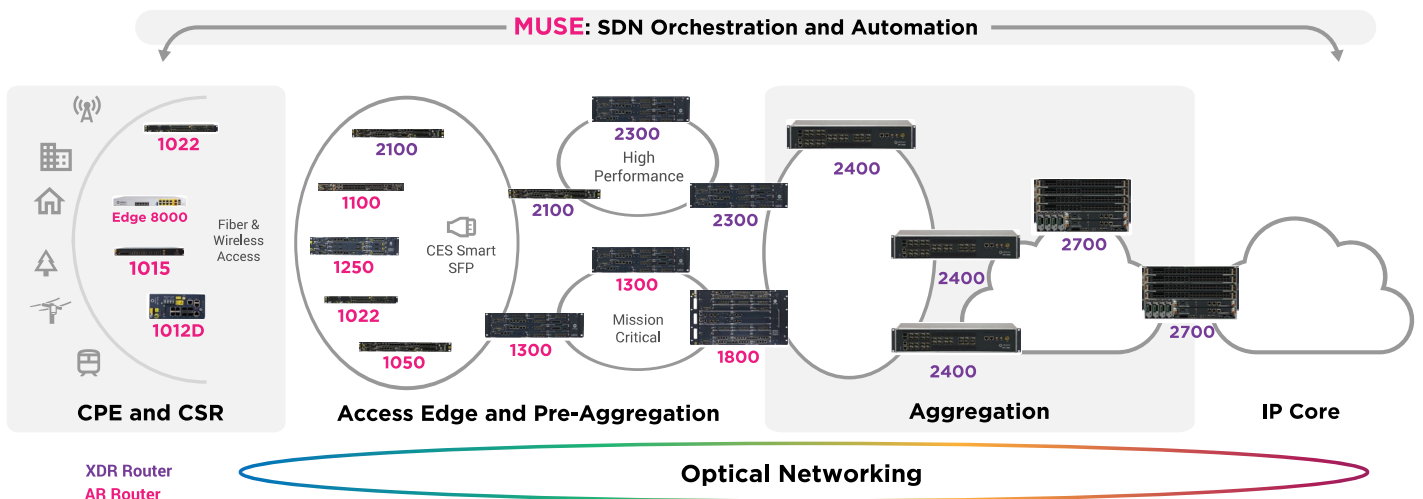 MUSE: SDN Orchestration and Automation
1022
Edge 8000
1015
1012D
Fiber &
Wireless
Access
CPE and CSR
2100
1100
1250
1022
1050
CES Smart
SFP
2100
1300
2300
High
Performance
2300
1300
Mission
Critical
1800
Access Edge and Pre-Aggregation
2400
2400
2400
2700
2700
Aggregation
IP Core
Optical Networking
XDR Router
AR Router